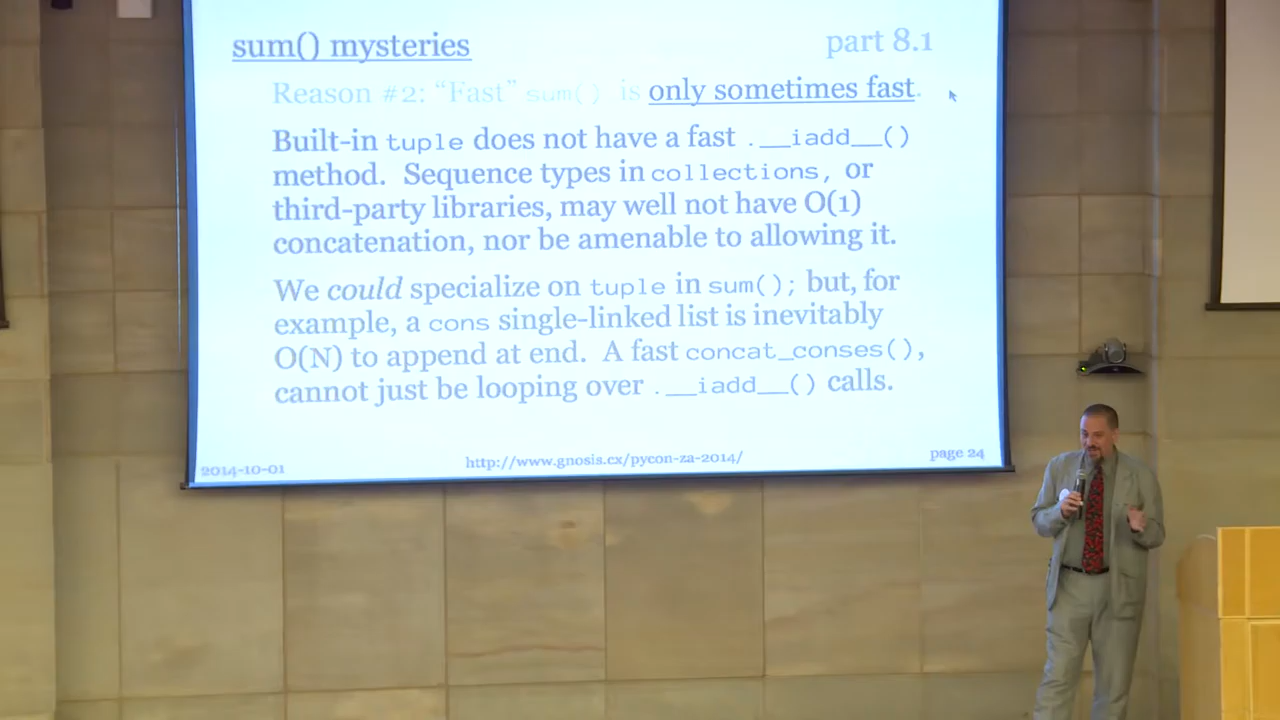 sum() mysteries
part 8.1
Reason #2: “Fast” sum() is only sometimes fast.
Built-in tuple does not have a fast .__iadd__()
method. Sequence types in collections, or
third-party libraries, may well not have O(1)
concatenation, nor be amenable to allowing it.
We could specialize on tuple in sum(); but, for
example, a cons single-linked list is inevitably
O(N) to append at end. A fast concat_conses(),
cannot just be looping over .__iadd__() calls.
2014-10-01
http://www.gnosis.cx/pycon-za-2014/
page 24